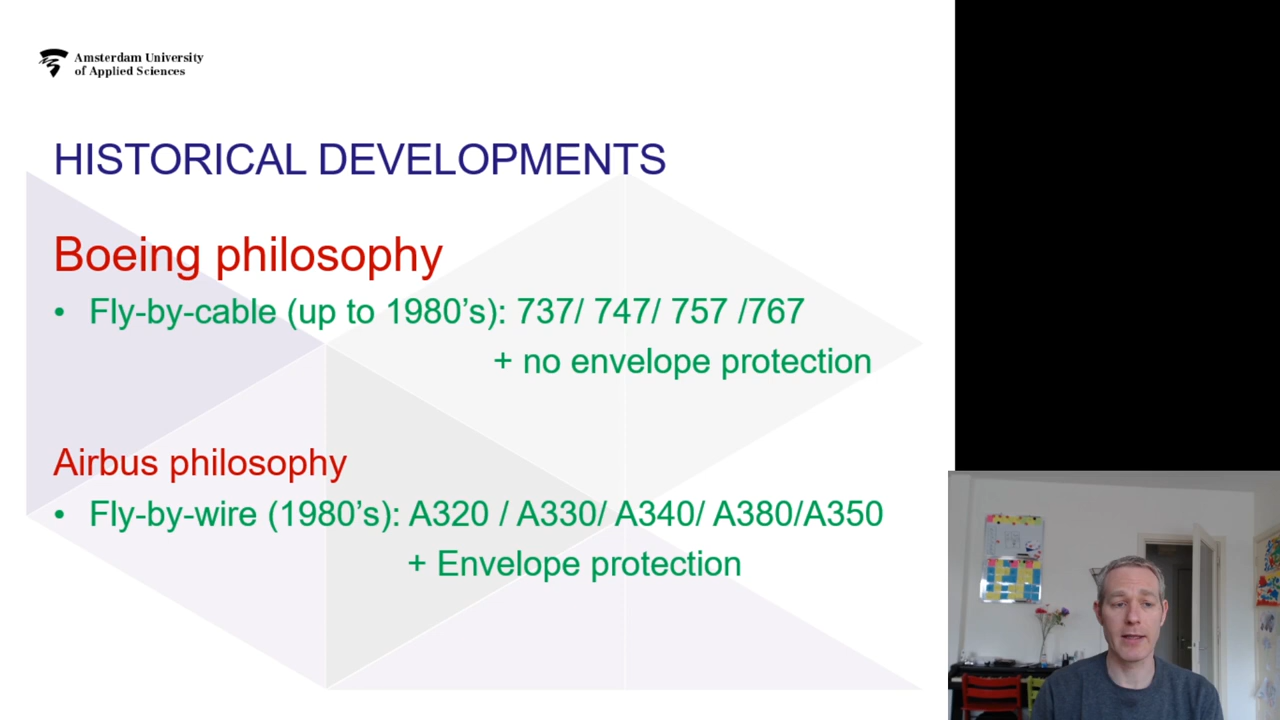 Amsterdam University
of Applied Sciences
HISTORICAL DEVELOPMENTS
Boeing philosophy
• Fly-by-cable (up to 1980’s): 737/ 747/ 757 /767
+ no envelope protection
Airbus philosophy
• Fly-by-wire (1980’s): A320 / A330/ A340/ A380/A350
+ Envelope protection